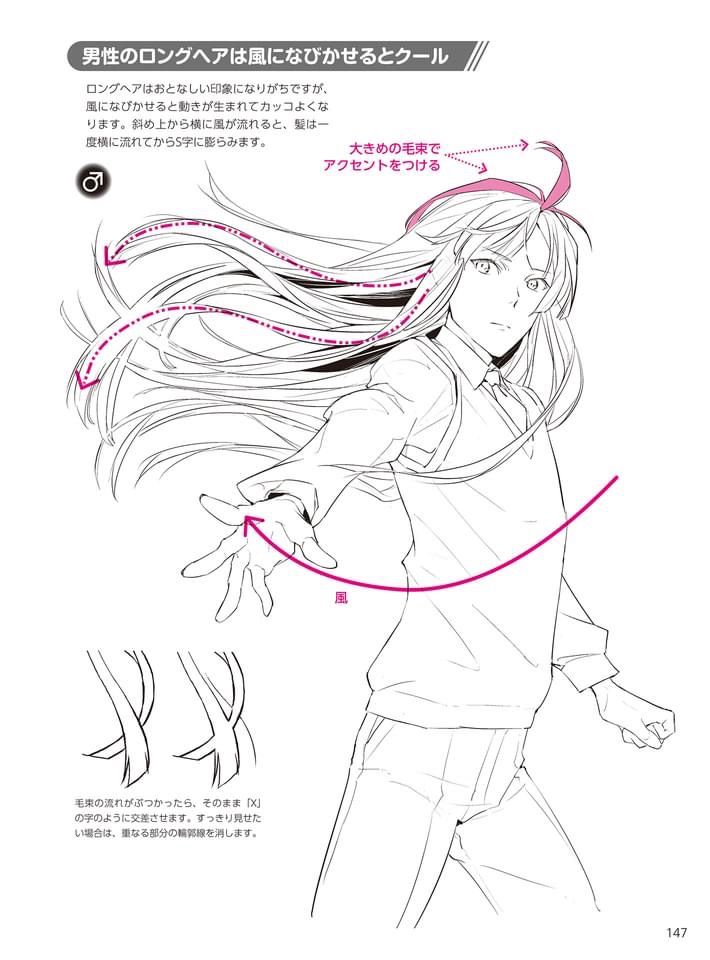 男性のロングヘアは風になびかせるとクール
ロングヘアはおとなしい印象になりがちですが、
風になびかせると動きが生まれてカッコよくな
ります。斜め上から横に風が流れると、髪は一
度横に流れてからS字に膨らみます。
♂
大きめの毛束で
アクセントをつける
風
毛束の流れがぶつかったら、そのまま「X」
の字のように交差させます。すっきり見せた
い場合は、重なる部分の輪郭線を消します。
147